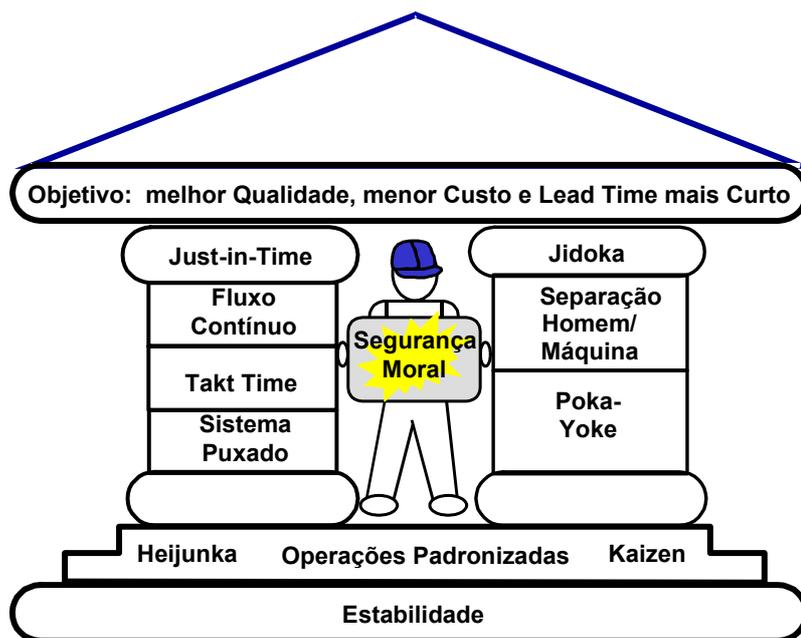 Objetivo: melhor Qualidade, menor Custo e Lead Time mais Curto
Just-in-Time
Fluxo
Contínuo
Takt Time
Sistema
Puxado
Segurança
Moral
Jidoka
Separação
Homem/
Máquina
Poka-
Yoke
Heijunka Operações Padronizadas Kaizen
Estabilidade